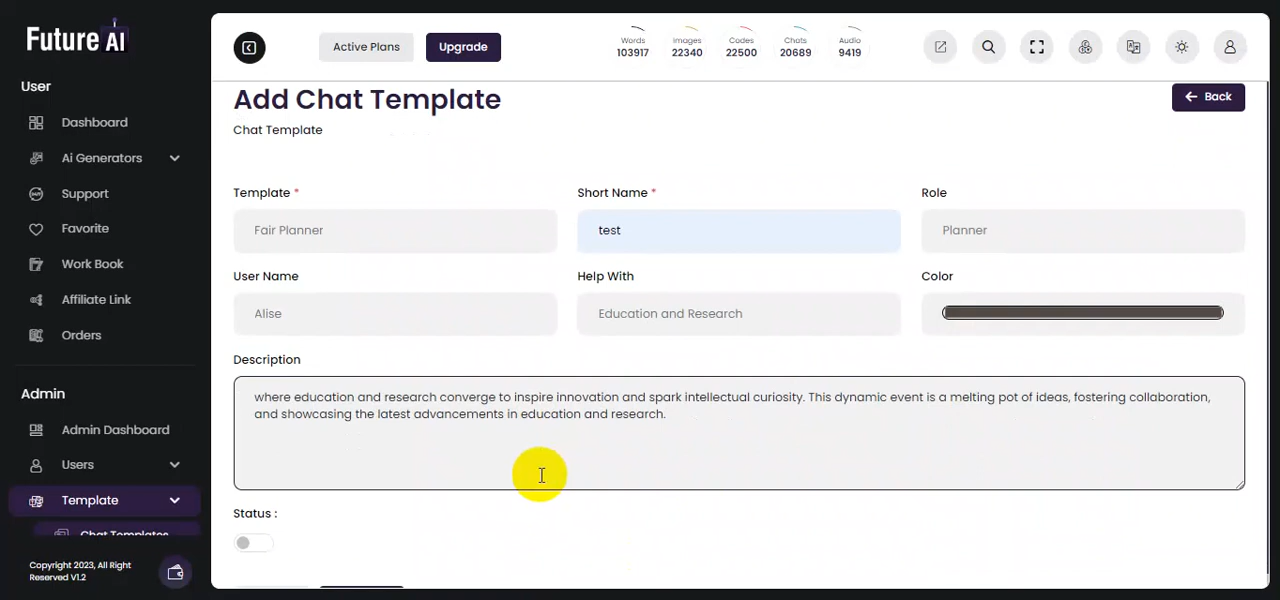 Future AI
User
Dashboard
Ai Generators
Support
Favorite
Work Book
Affiliate Link
Orders
Admin
Admin Dashboard
Users
Template
Chat Templates
Copyright 2023, All Right
Reserved V1.2
Active Plans
Upgrade
Words
103917
Images
22340
Codes
22500
Chats
20689
Audio
9419
Add Chat Template
Back
Chat Template
Template *
Short Name *
Role
Fair Planner
test
Planner
User Name
Help With
Color
Alise
Education and Research
Description
where education and research converge to inspire innovation and spark intellectual curiosity. This dynamic event is a melting pot of ideas, fostering collaboration,
and showcasing the latest advancements in education and research.
Status :